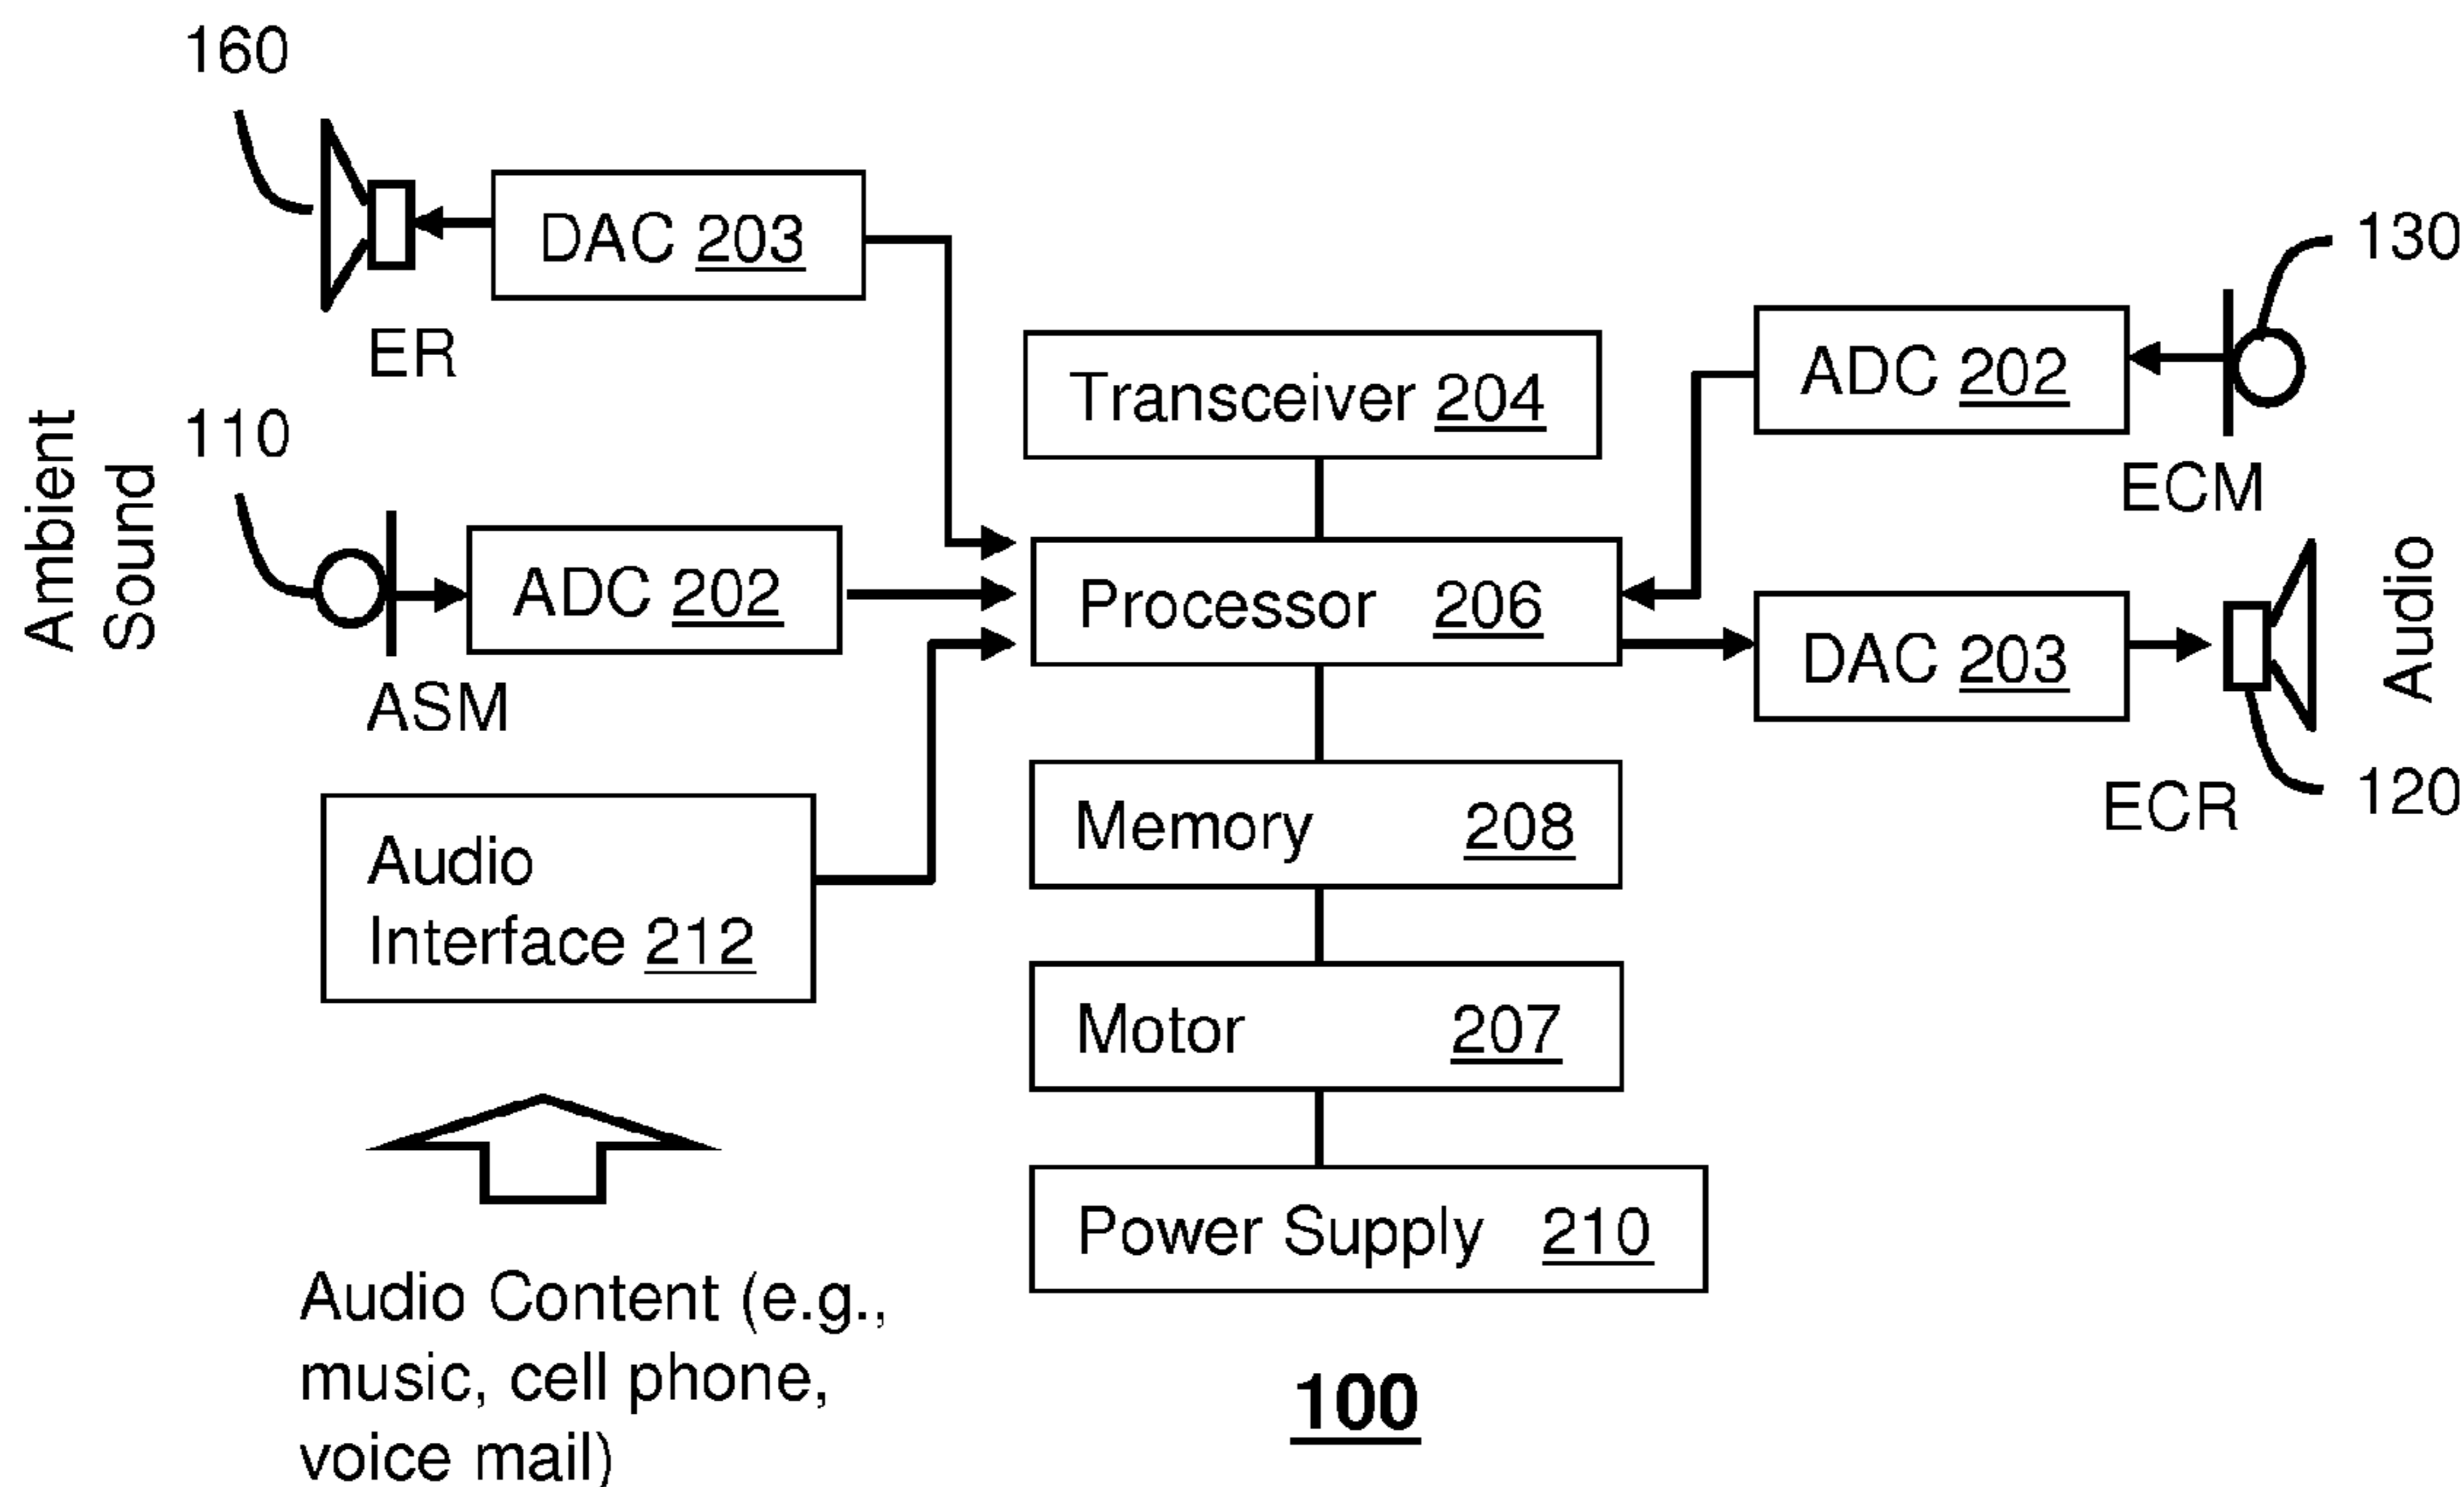 160
DAC 203
ER
130
ADC 202
ECM
Transceiver 204
110
Ambient
Sound
ADC 202
ASM
Processor 206
DAC 203
Audio
ECR
120
Memory 208
Audio
Interface 212
Motor 207
Power Supply 210
Audio Content (e.g.,
music, cell phone,
voice mail)
100